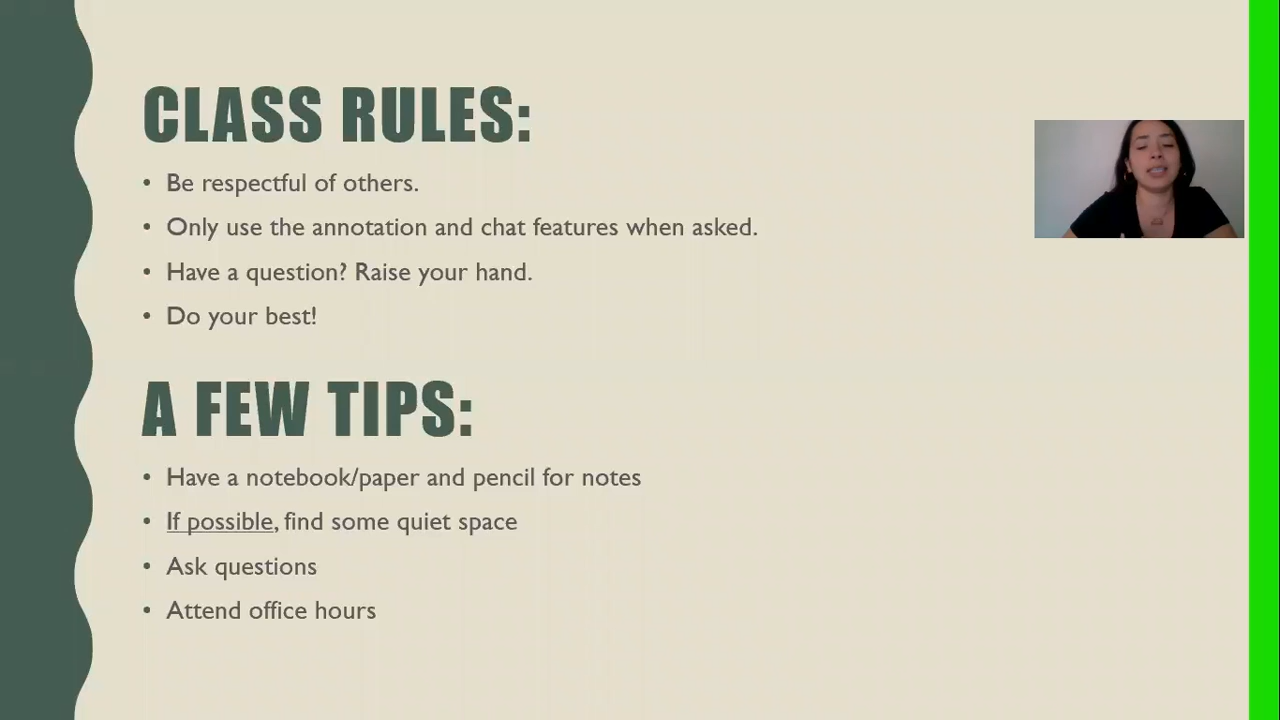 CLASS RULES:
• Be respectful of others.
• Only use the annotation and chat features when asked.
• Have a question? Raise your hand.
• Do your best!
A FEW TIPS:
• Have a notebook/paper and pencil for notes
• If possible, find some quiet space
• Ask questions
• Attend office hours